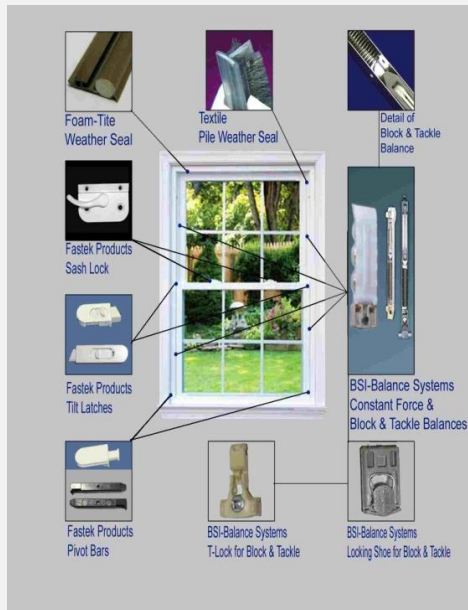 Foam-Tite
Weather Seal
Textile
Pile Weather Seal
Detail of
Block & Tackle
Balance
Fastek Products
Sash Lock
Fastek Products
Tilt Latches
BSI-Balance Systems
Constant Force &
Block & Tackle Balances
Fastek Products
Pivot Bars
BSI-Balance Systems
T-Lock for Block & Tackle
BSI-Balance Systems
Locking Shoe for Block & Tackle